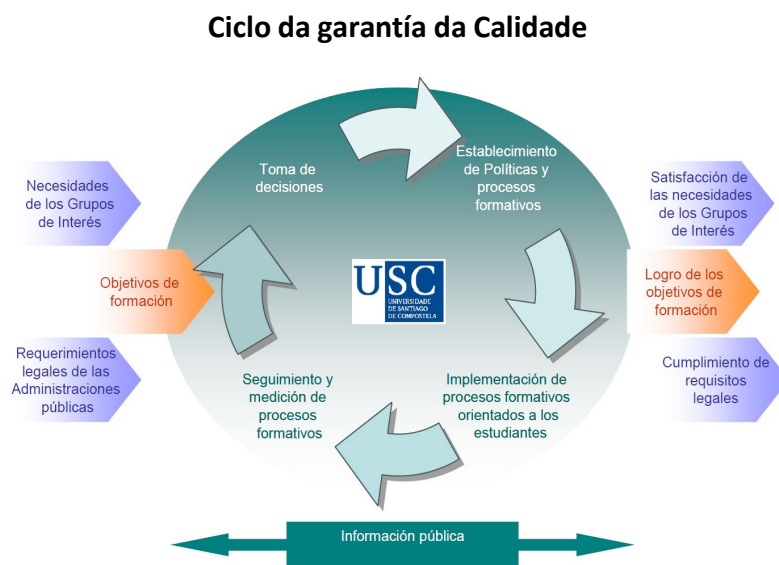 Ciclo da garantía da Calidade
Necesidades
de los Grupos
de Interés
Objetivos de
formación
Requerimientos
legales de las
Administraciones
públicas
Toma de
decisiones
Establecimiento
de Políticas y
procesos
formativos
USC
UNIVERSIDADE
DE SANTIAGO
DE COMPOSTELA
Seguimiento y
medición de
procesos
formativos
Implementación de
procesos formativos
orientados a los
estudiantes
Satisfacción de
las necesidades
de los Grupos de
Interés
Logro de los
objetivos de
formación
Cumplimiento de
requisitos
legales
Información pública